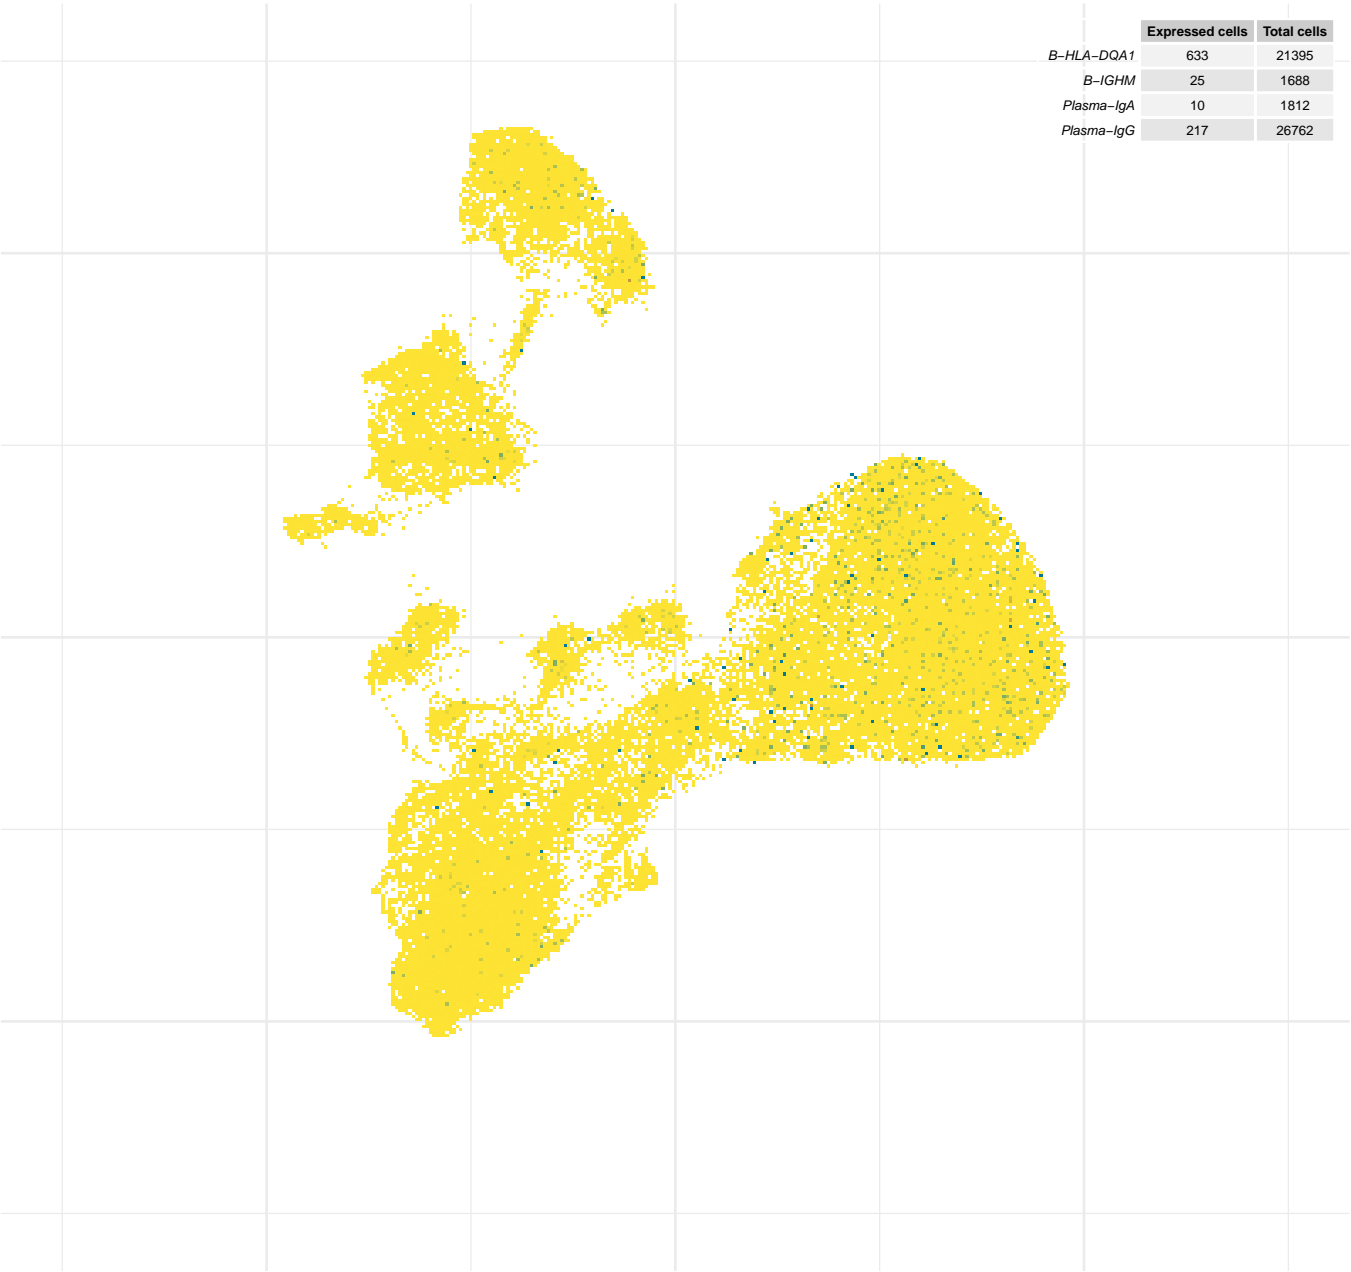 Expressed cells Total cells
B−HLA−DQA1 633 21395
B−IGHM 25 1688
Plasma−IgA 10 1812
Plasma−IgG 217 26762